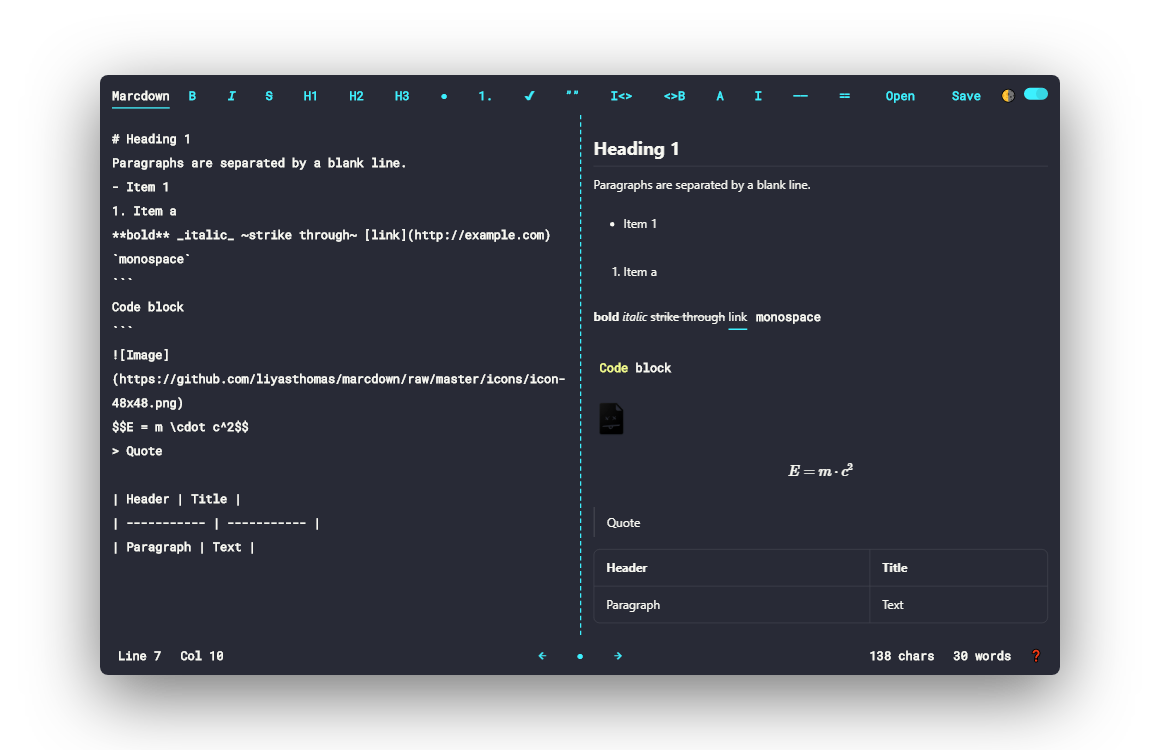 Marcdown B I S H1 H2 H3 • 1. ✔ "" I<> <>B A I — == Open Save
# Heading 1
Paragraphs are separated by a blank line.
- Item 1
1. Item a
**bold** _italic_ ~strike through~ [link](http://example.com)
`monospace`
```
Code block
```
![Image]
(https://github.com/liyasthomas/marcdown/raw/master/icons/icon-
48x48.png)
$$E = m \cdot c^2$$
> Quote
| Header | Title |
| ----------- | ----------- |
| Paragraph | Text |
Heading 1
Paragraphs are separated by a blank line.
• Item 1
1. Item a
bold italic strike through link monospace
Code block
E = m · c²
Quote
Header Title
Paragraph Text
Line 7 Col 10 ← • → 138 chars 30 words ?